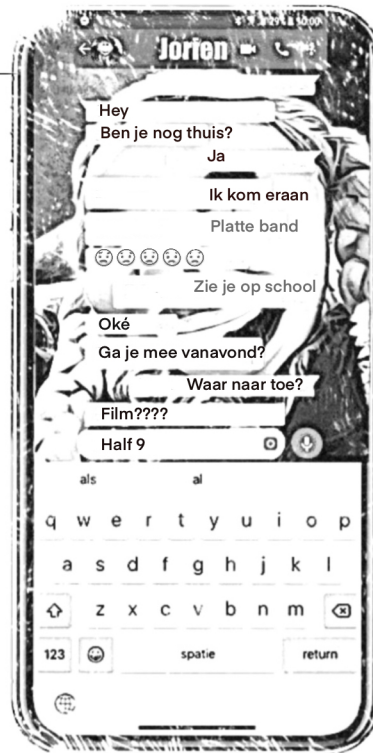 Jorien
Hey
Ben je nog thuis?
Ja
Ik kom eraan
Platte band
Zie je op school
Oké
Ga je mee vanavond?
Waar naar toe?
Film????
Half 9
als al
q w e r t y u i o p
a s d f g h j k l
z x c v b n m
123 spatie return